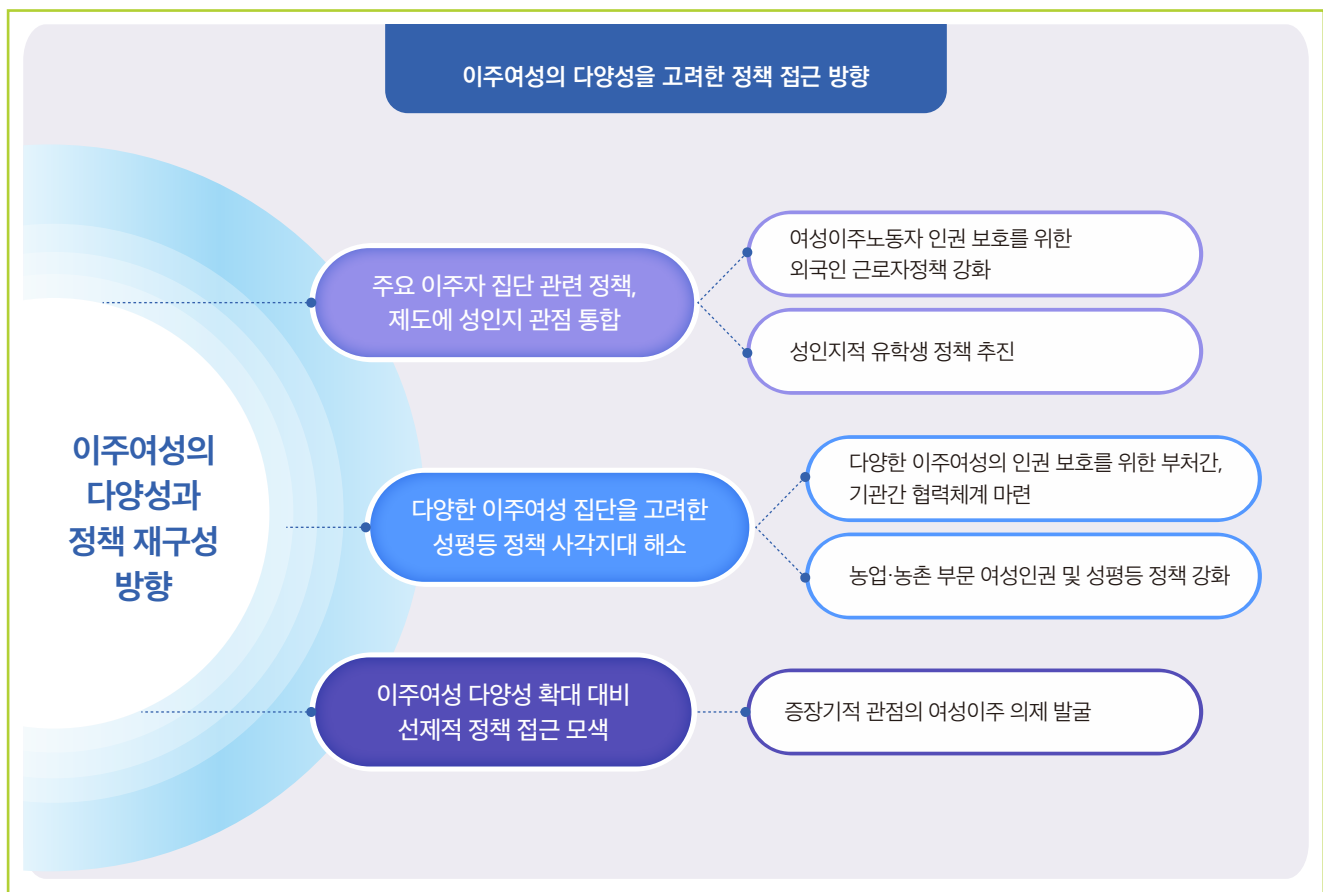 이주여성의 다양성을 고려한 정책 접근 방향
이주여성의
다양성과
정책 재구성
방향
주요 이주자 집단 관련 정책,
제도에 성인지 관점 통합
여성이주노동자 인권 보호를 위한
외국인 근로자정책 강화
성인지적 유학생 정책 추진
다양한 이주여성 집단을 고려한
성평등 정책 사각지대 해소
다양한 이주여성의 인권 보호를 위한 부처간,
기관간 협력체계 마련
농업·농촌 부문 여성인권 및 성평등 정책 강화
이주여성 다양성 확대 대비
선제적 정책 접근 모색
증장기적 관점의 여성이주 의제 발굴